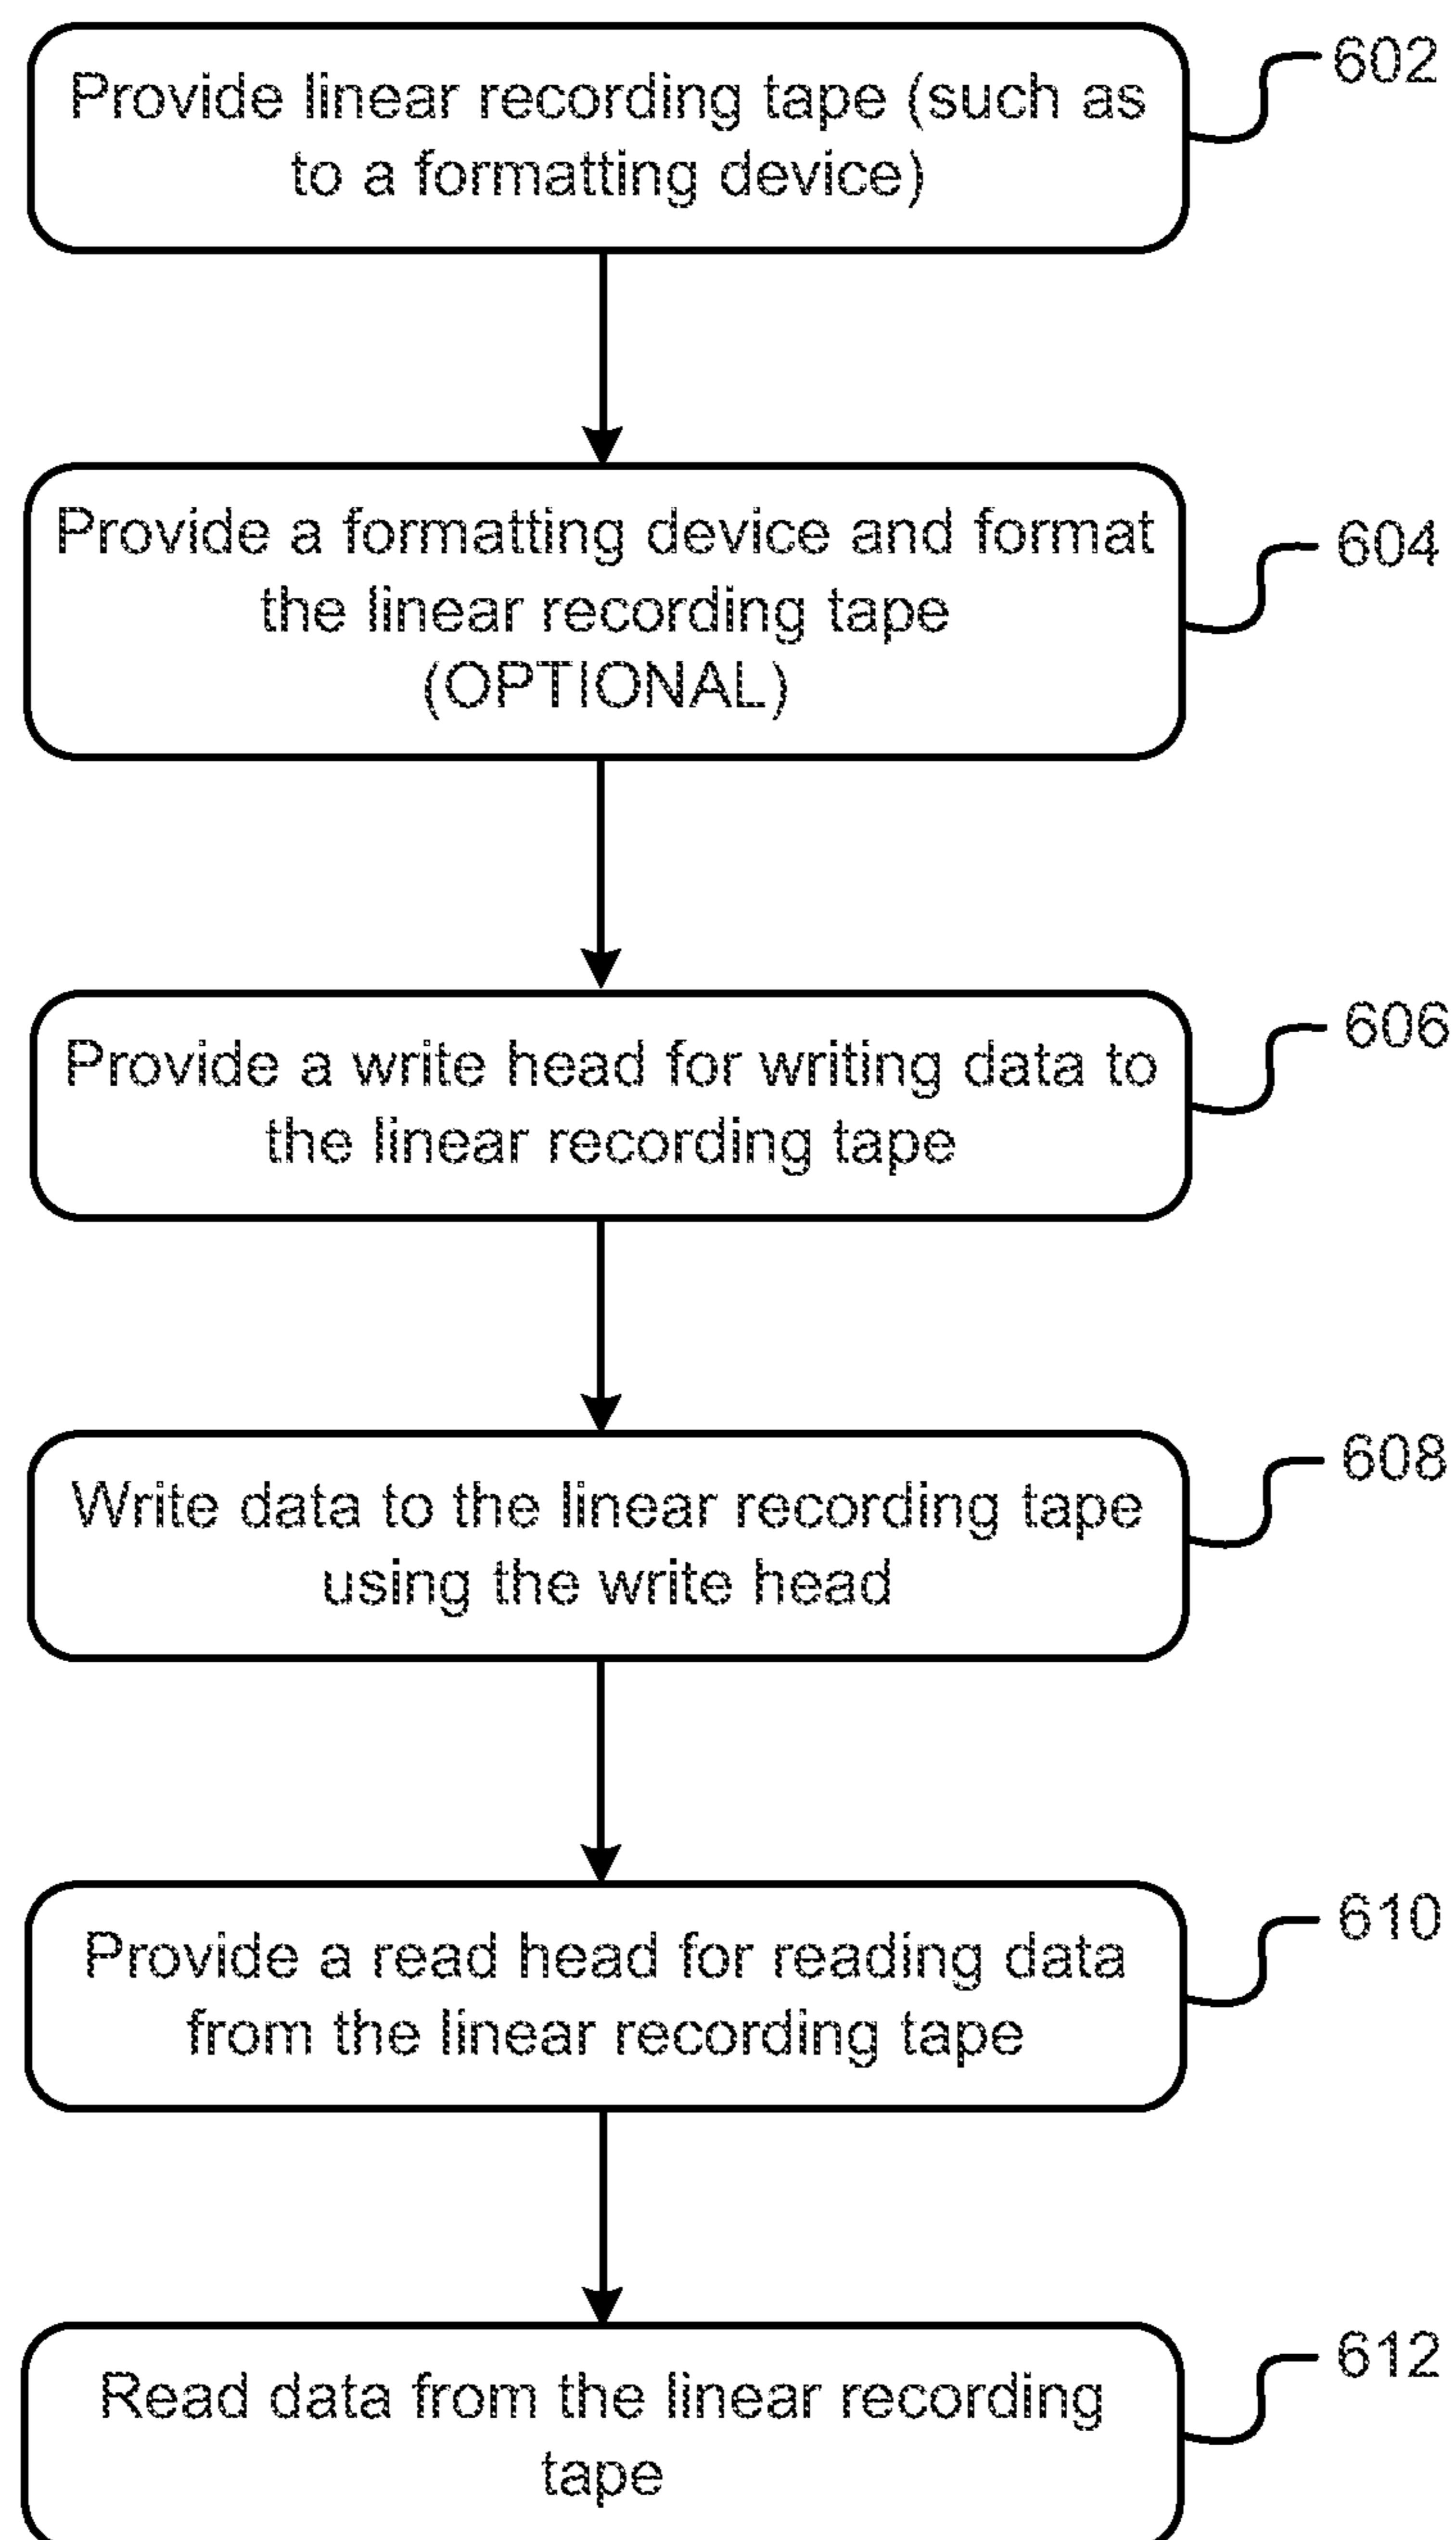 Provide linear recording tape (such as
to a formatting device)
602
Provide a formatting device and format
the linear recording tape
(OPTIONAL)
604
Provide a write head for writing data to
the linear recording tape
606
Write data to the linear recording tape
using the write head
608
Provide a read head for reading data
from the linear recording tape
610
Read data from the linear recording
tape
612